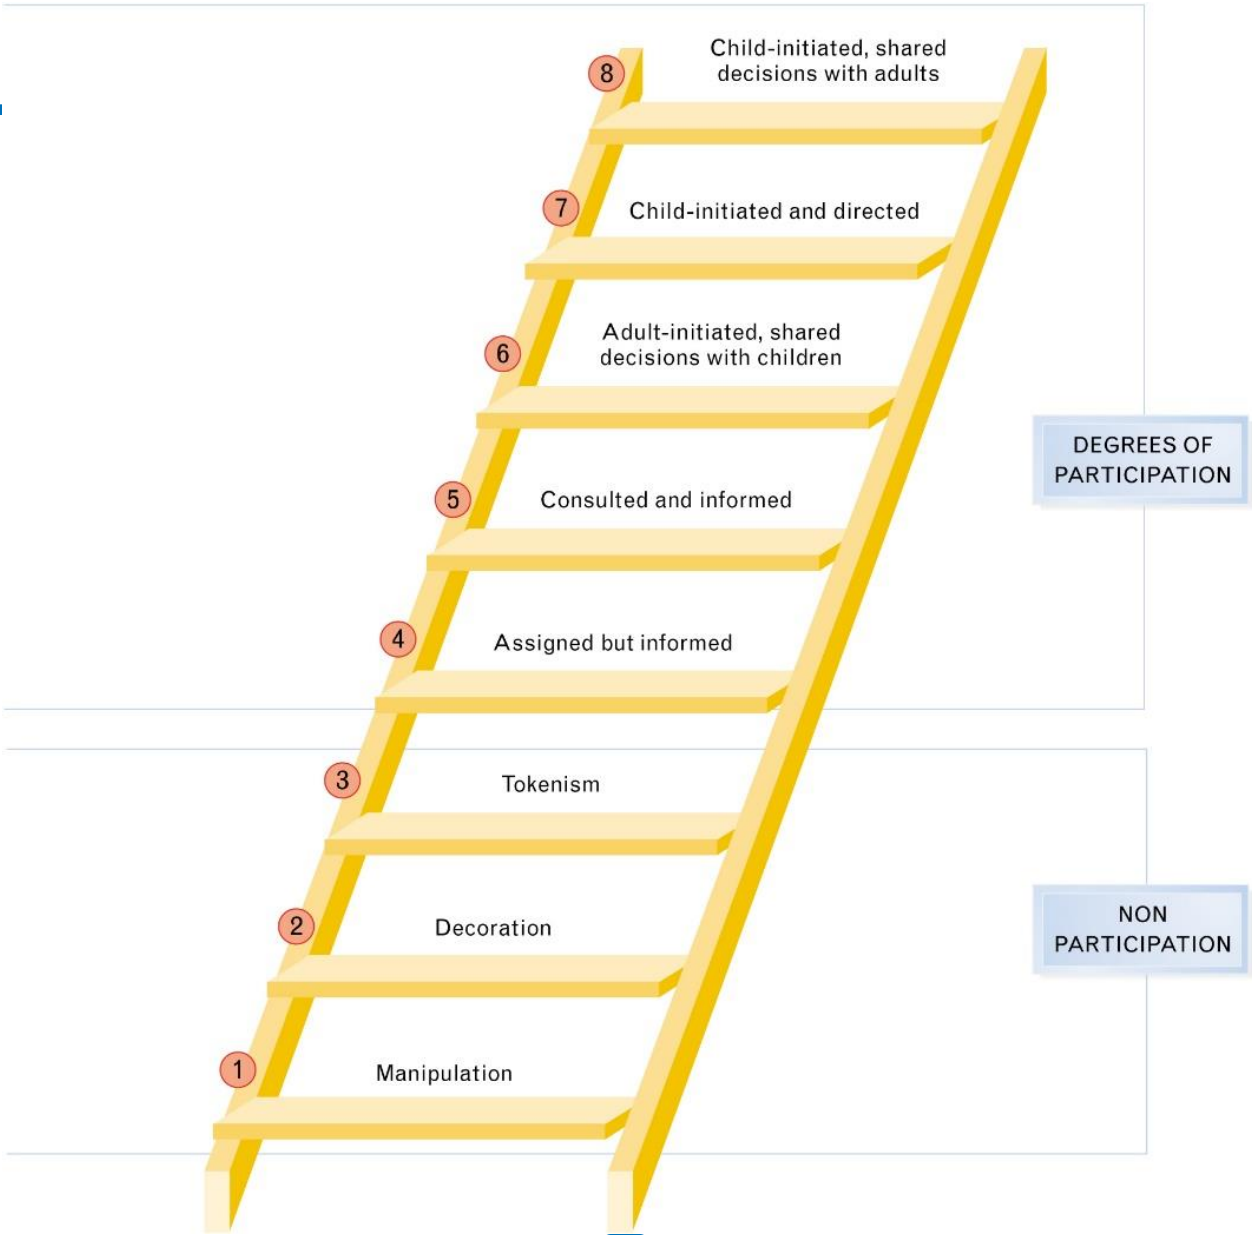 8
Child-initiated, shared
decisions with adults
7
Child-initiated and directed
6
Adult-initiated, shared
decisions with children
DEGREES OF
PARTICIPATION
5
Consulted and informed
4
Assigned but informed
3
Tokenism
2
Decoration
NON
PARTICIPATION
1
Manipulation